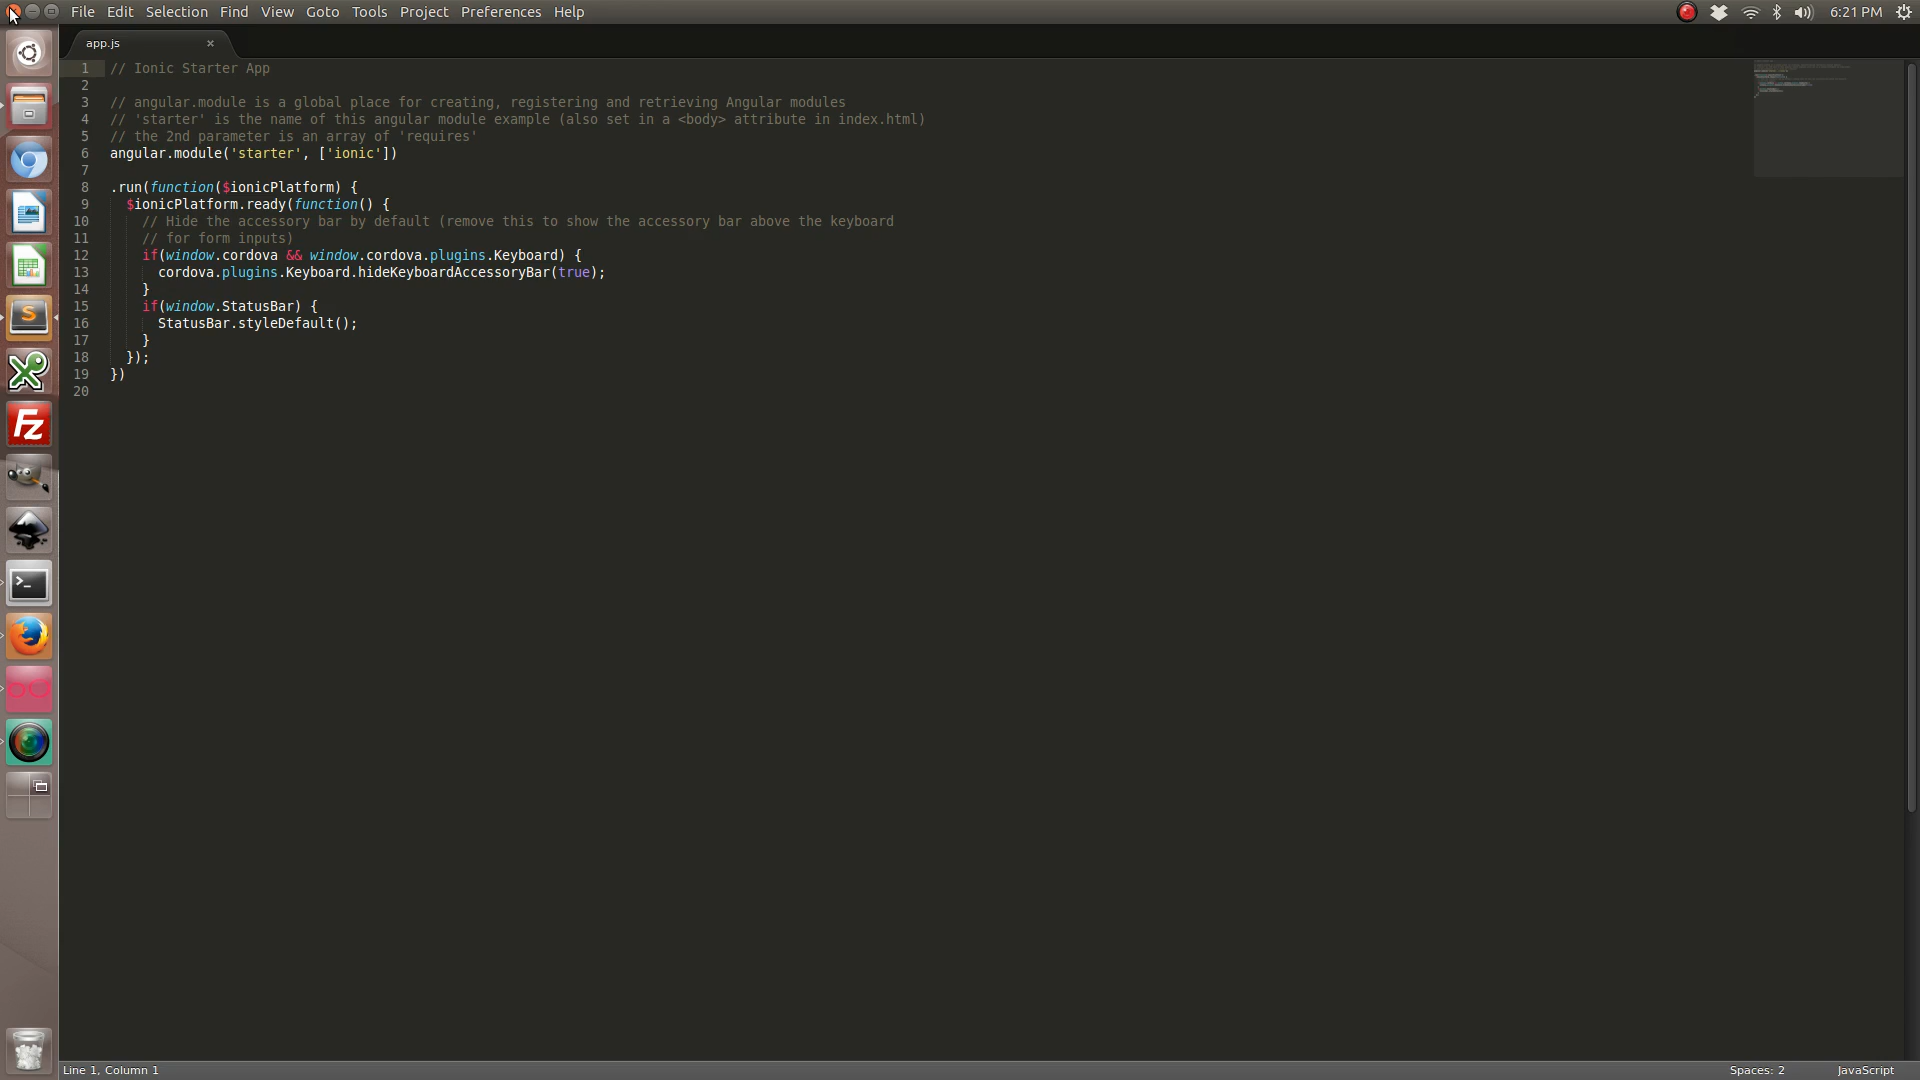 File Edit Selection Find View Goto Tools Project Preferences Help 6:21 PM
app.js ×
1 // Ionic Starter App
2
3 // angular.module is a global place for creating, registering and retrieving Angular modules
4 // 'starter' is the name of this angular module example (also set in a <body> attribute in index.html)
5 // the 2nd parameter is an array of 'requires'
6 angular.module('starter', ['ionic'])
7
8 .run(function($ionicPlatform) {
9   $ionicPlatform.ready(function() {
10     // Hide the accessory bar by default (remove this to show the accessory bar above the keyboard
11     // for form inputs)
12     if(window.cordova && window.cordova.plugins.Keyboard) {
13       cordova.plugins.Keyboard.hideKeyboardAccessoryBar(true);
14     }
15     if(window.StatusBar) {
16       StatusBar.styleDefault();
17     }
18   });
19 })
20
Line 1, Column 1 Spaces: 2 JavaScript